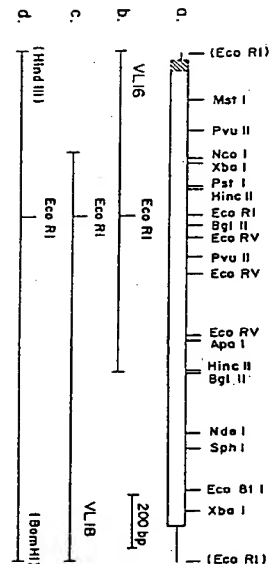 a.
(Eco RI)
Mst I
Pvu II
Nco I
Xba I
Pst I
Hinc II
Eco RI
Bgl II
Eco RV
Pvu II
Eco RV
Eco RV
Apa I
Hinc II
Bgl II
Nde I
Sph I
Eco 81 I
Xba I
(Eco RI)
b.
VL16
Eco RI
200 bp
c.
Eco RI
VL18
d.
(Hind III)
Eco RI
(Bam HI)